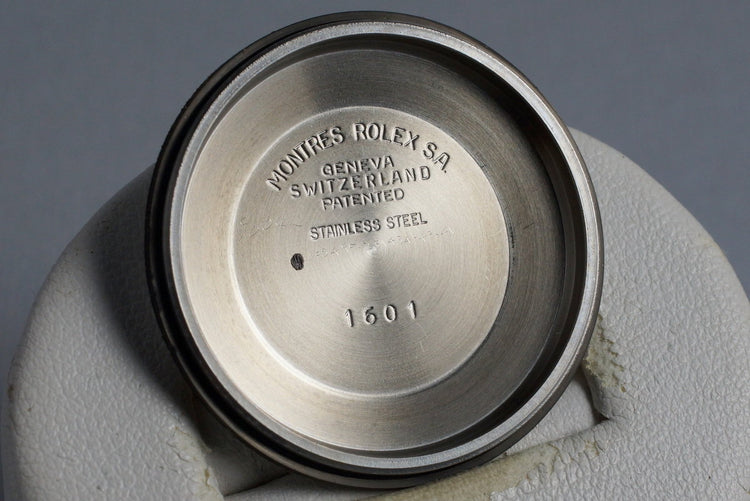 MONTRES ROLEX S.A.
GENEVA
SWITZERLAND
PATENTED
STAINLESS STEEL
1601